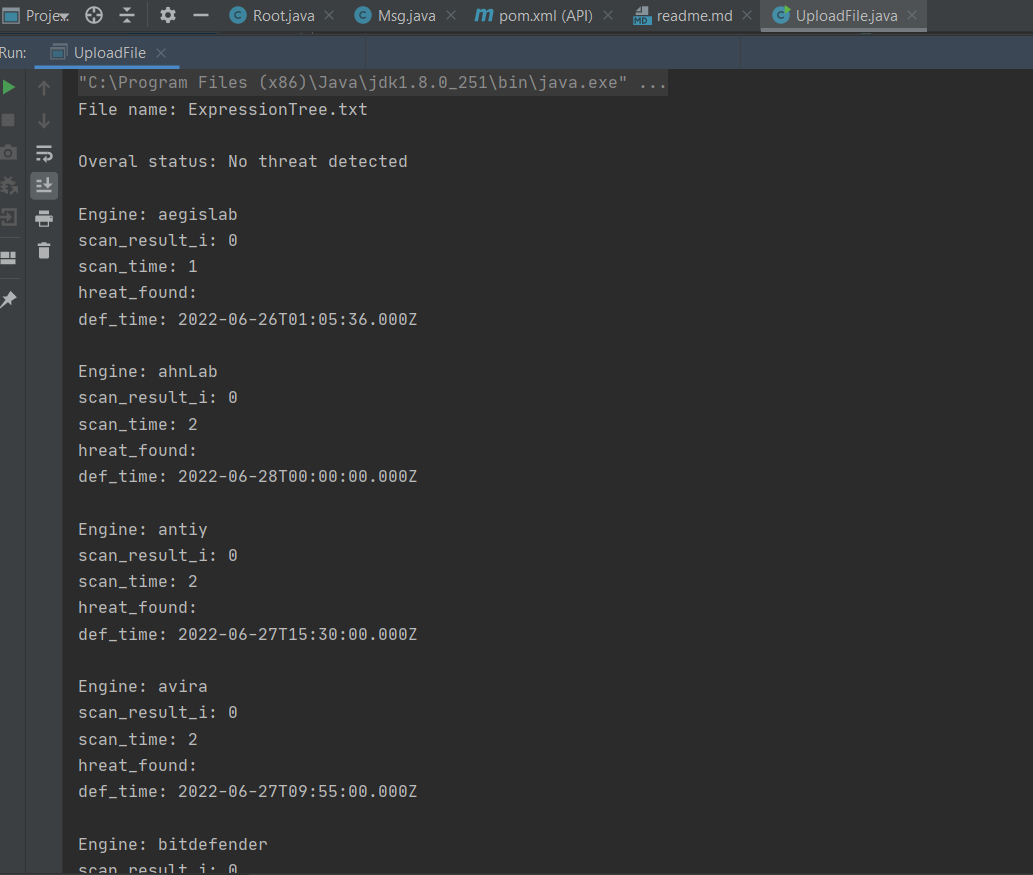 Projec
Root.java
Msg.java
pom.xml (API)
readme.md
UploadFile.java
Run:
UploadFile
"C:\Program Files (x86)\Java\jdk1.8.0_251\bin\java.exe" ...
File name: ExpressionTree.txt
Overal status: No threat detected
Engine: aegislab
scan_result_i: 0
scan_time: 1
hreat_found:
def_time: 2022-06-26T01:05:36.000Z
Engine: ahnLab
scan_result_i: 0
scan_time: 2
hreat_found:
def_time: 2022-06-28T00:00:00.000Z
Engine: antiy
scan_result_i: 0
scan_time: 2
hreat_found:
def_time: 2022-06-27T15:30:00.000Z
Engine: avira
scan_result_i: 0
scan_time: 2
hreat_found:
def_time: 2022-06-27T09:55:00.000Z
Engine: bitdefender
scan_result_i: 0